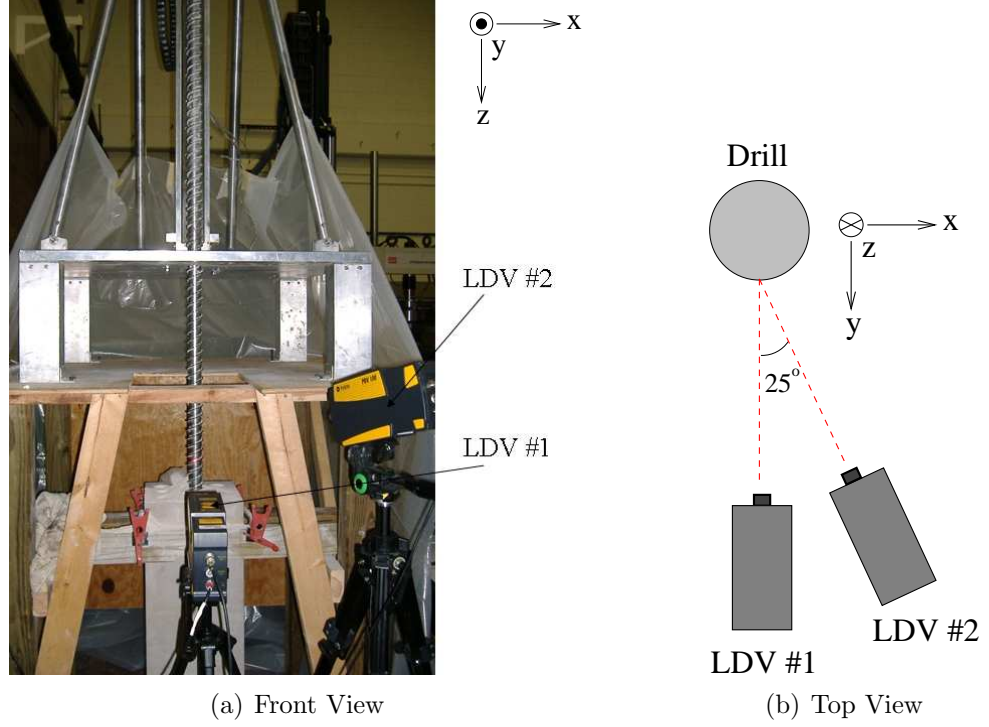 x
y
z
LDV #2
LDV #1
Drill
x
z
y
25°
LDV #1
LDV #2
(a) Front View
(b) Top View